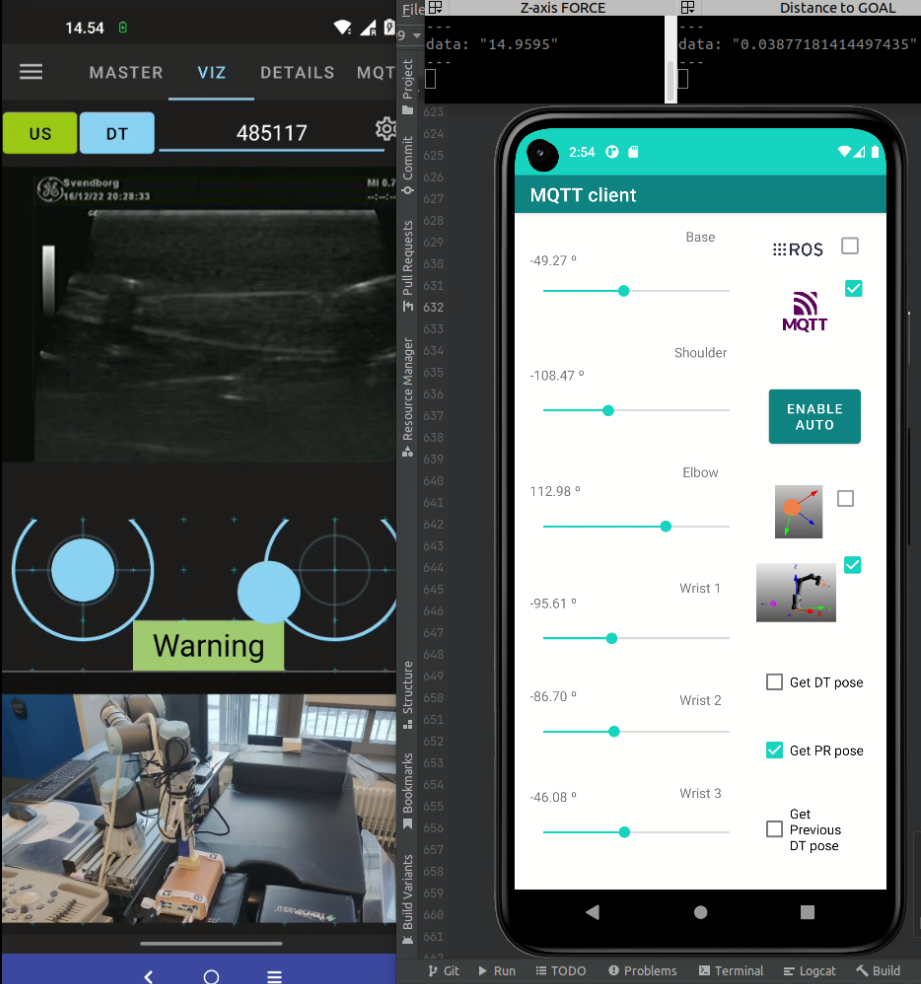 14.54
MASTER VIZ DETAILS MQT
US DT 485117
Svendborg
16/12/22 20:28:33
MI 0.7
Warning
File
9
Project
Commit
Pull Requests
Resource Manager
Structure
Bookmarks
Build Variants
Z-axis FORCE
---
data: "14.9595"
---
Distance to GOAL
---
data: "0.03877181414497435"
---
623
624
625
626
627
628
629
630
631
632
633
634
635
636
637
638
639
640
641
642
643
644
645
646
647
648
649
650
651
652
653
654
655
656
657
658
659
660
661
662
2:54
MQTT client
Base
-49.27 º
ROS
MQTT
Shoulder
-108.47 º
ENABLE
AUTO
Elbow
112.98 º
Wrist 1
-95.61 º
Wrist 2
-86.70 º
Get DT pose
Get PR pose
Wrist 3
-46.08 º
Get
Previous
DT pose
Git Run TODO Problems Terminal Logcat Build